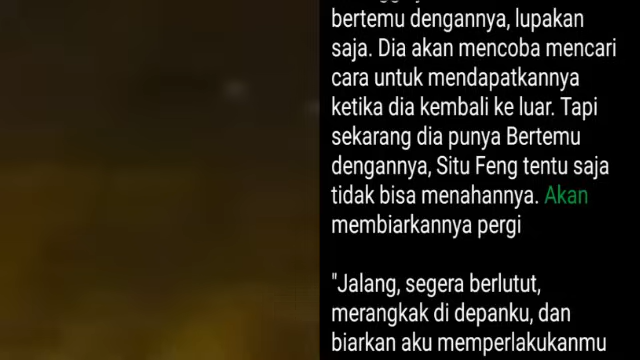 bertemu dengannya, lupakan
saja. Dia akan mencoba mencari
cara untuk mendapatkannya
ketika dia kembali ke luar. Tapi
sekarang dia punya Bertemu
dengannya, Situ Feng tentu saja
tidak bisa menahannya. Akan
membiarkannya pergi
"Jalang, segera berlutut,
merangkak di depanku, dan
biarkan aku memperlakukanmu